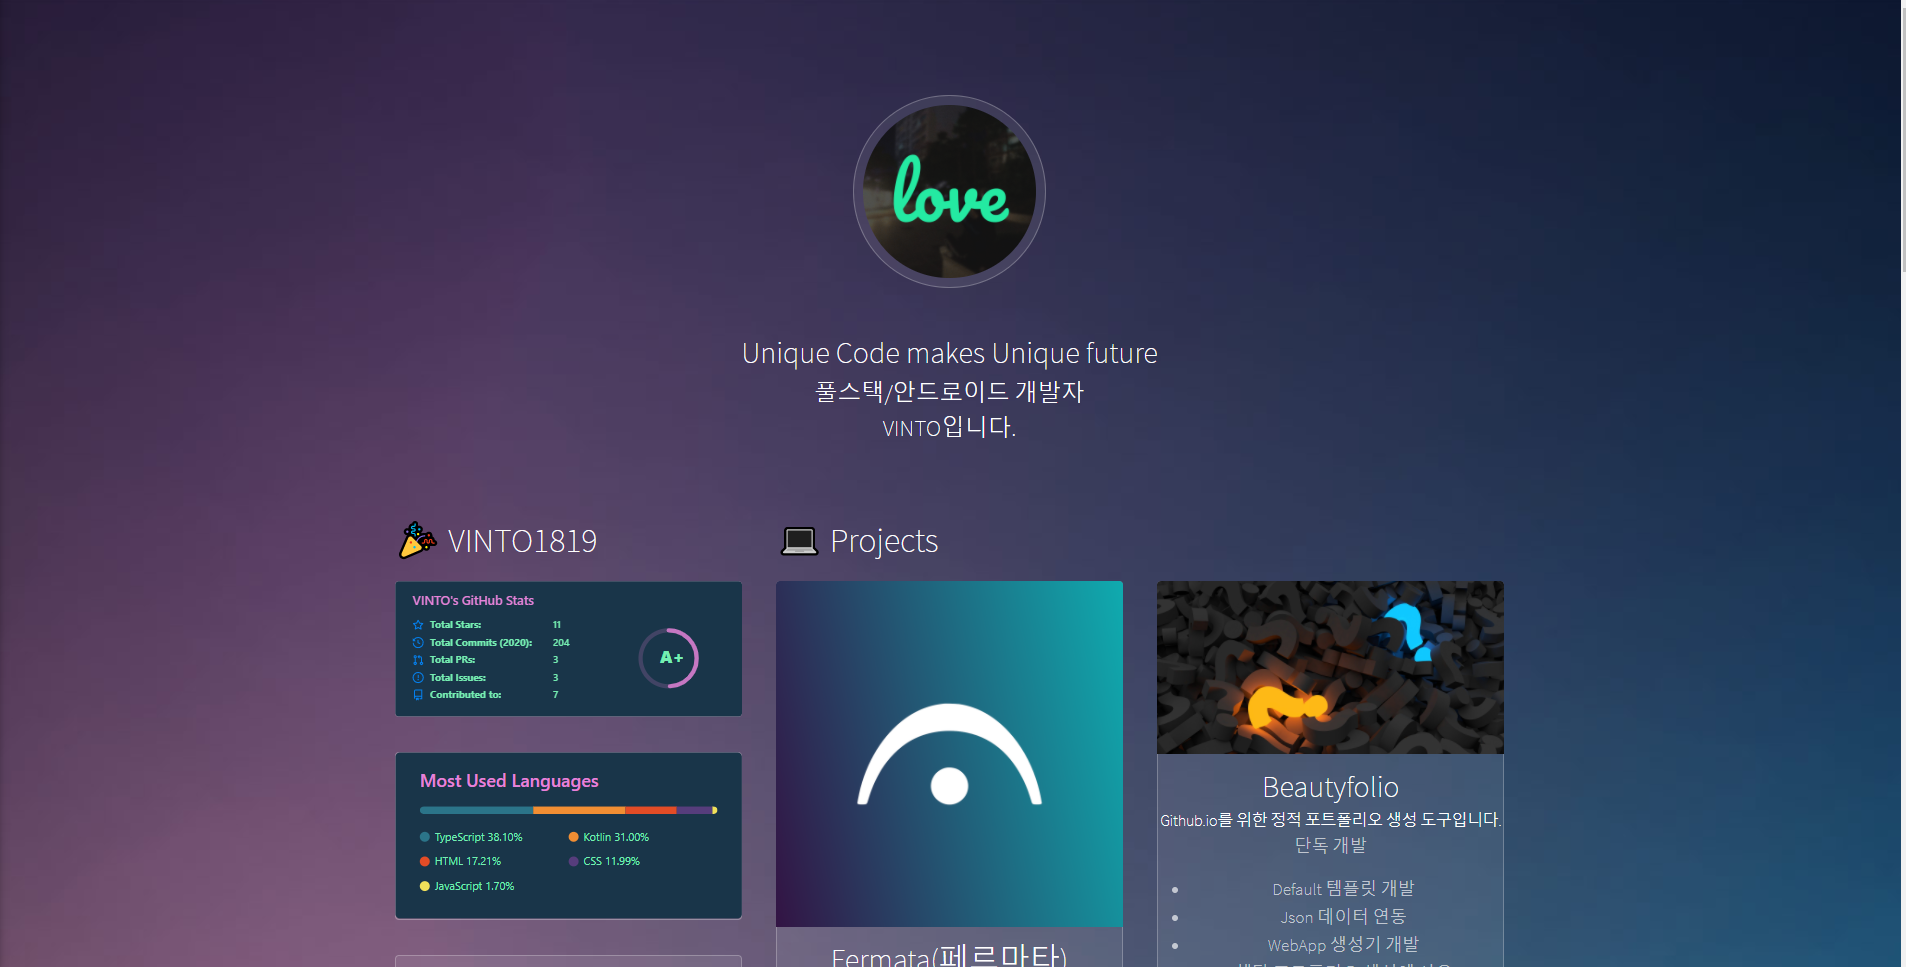 love
Unique Code makes Unique future
풀스택/안드로이드 개발자
VINTO입니다.
VINTO1819
VINTO's GitHub Stats
Total Stars: 11
Total Commits (2020): 204
Total PRs: 3
Total Issues: 3
Contributed to: 7
A+
Most Used Languages
TypeScript 38.10%
Kotlin 31.00%
HTML 17.21%
CSS 11.99%
JavaScript 1.70%
Projects
Fermata(페르마타)
Beautyfolio
Github.io를 위한 정적 포트폴리오 생성 도구입니다.
단독 개발
Default 템플릿 개발
Json 데이터 연동
WebApp 생성기 개발